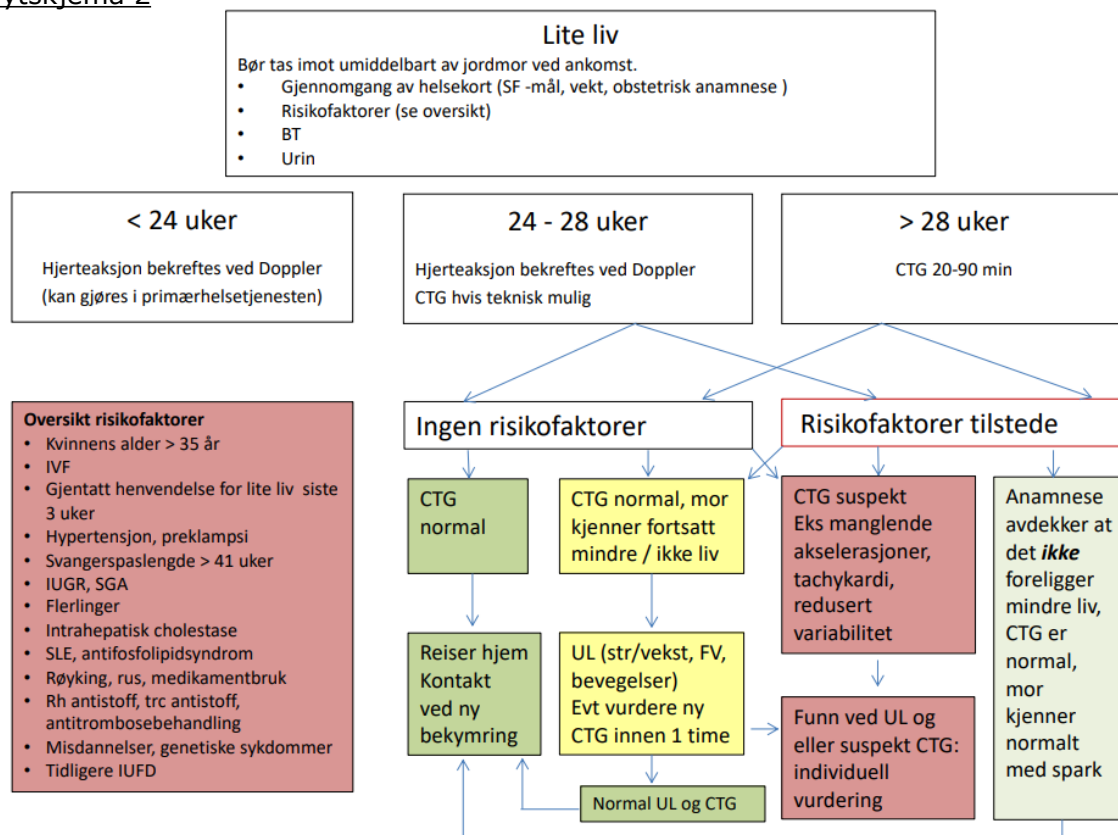 ytskjema 2
Lite liv
Bør tas imot umiddelbart av jordmor ved ankomst.
• Gjennomgang av helsekort (SF -mål, vekt, obstetrisk anamnese )
• Risikofaktorer (se oversikt)
• BT
• Urin
< 24 uker
Hjerteaksjon bekreftes ved Doppler
(kan gjøres i primærhelsetjenesten)
24 - 28 uker
Hjerteaksjon bekreftes ved Doppler
CTG hvis teknisk mulig
> 28 uker
CTG 20-90 min
Oversikt risikofaktorer
• Kvinnens alder > 35 år
• IVF
• Gjentatt henvendelse for lite liv siste
3 uker
• Hypertensjon, preklampsi
• Svangerspaslengde > 41 uker
• IUGR, SGA
• Flerlinger
• Intrahepatisk cholestase
• SLE, antifosfolipidsyndrom
• Røyking, rus, medikamentbruk
• Rh antistoff, trc antistoff,
antitrombosebehandling
• Misdannelser, genetiske sykdommer
• Tidligere IUFD
Ingen risikofaktorer
Risikofaktorer tilstede
CTG
normal
CTG normal, mor
kjenner fortsatt
mindre / ikke liv
CTG suspekt
Eks manglende
akselerasjoner,
tachykardi,
redusert
variabilitet
Anamnese
avdekker at
det ikke
foreligger
mindre liv,
CTG er
normal,
mor
kjenner
normalt
med spark
Reiser hjem
Kontakt
ved ny
bekymring
UL (str/vekst, FV,
bevegelser)
Evt vurdere ny
CTG innen 1 time
Funn ved UL og
eller suspekt CTG:
individuell
vurdering
Normal UL og CTG